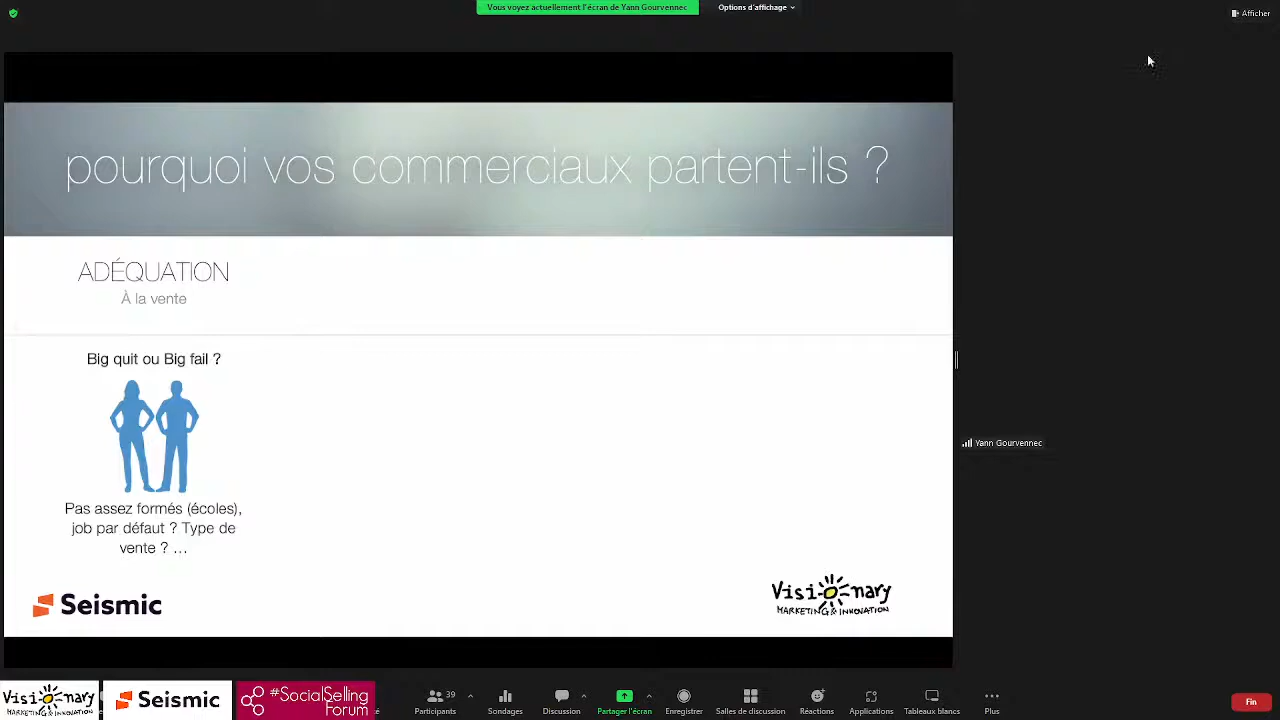 Vous voyez actuellement l'écran de Yann Gourvennec
Options d'affichage
Afficher
pourquoi vos commerciaux partent-ils ?
ADÉQUATION
À la vente
Big quit ou Big fail ?
Pas assez formés (écoles),
job par défaut ? Type de
vente ? ...
Seismic
Visionary
MARKETING & INNOVATION
Yann Gourvennec
Visionary
MARKETING & INNOVATION
Seismic
#SocialSelling
Forum
Participants
39
Sondages
Discussion
Partager l'écran
Enregistrer
Salles de discussion
Réactions
Applications
Tableaux blancs
Plus
Fin